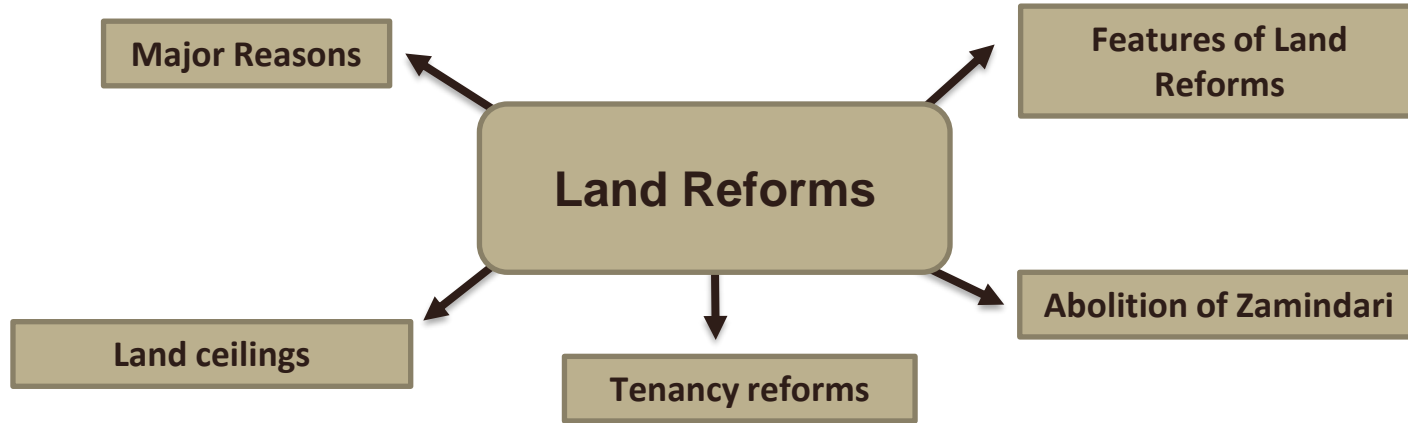 Major Reasons
Features of Land
Reforms
Land Reforms
Abolition of Zamindari
Land ceilings
Tenancy reforms